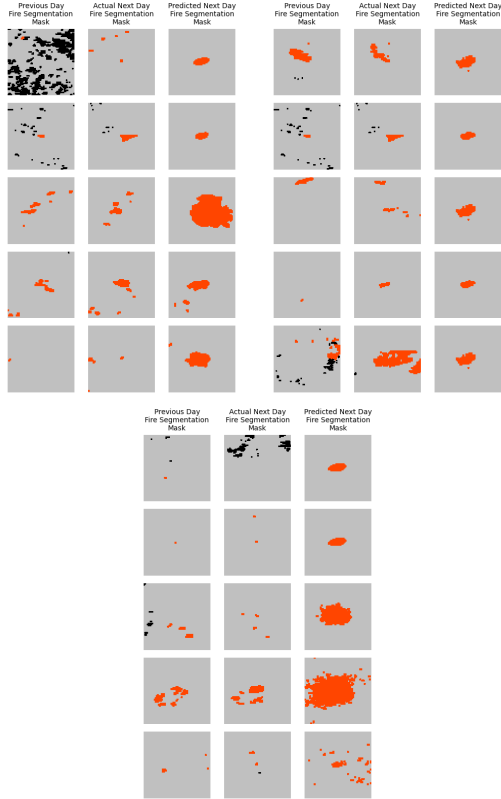 Previous Day
Fire Segmentation
Mask
Actual Next Day
Fire Segmentation
Mask
Predicted Next Day
Fire Segmentation
Mask
Previous Day
Fire Segmentation
Mask
Actual Next Day
Fire Segmentation
Mask
Predicted Next Day
Fire Segmentation
Mask
Previous Day
Fire Segmentation
Mask
Actual Next Day
Fire Segmentation
Mask
Predicted Next Day
Fire Segmentation
Mask